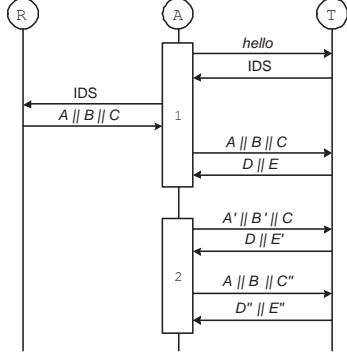 R A T
hello
IDS
IDS
A || B || C
1
A || B || C
D || E
A' || B' || C
D || E'
2
A || B || C"
D" || E"